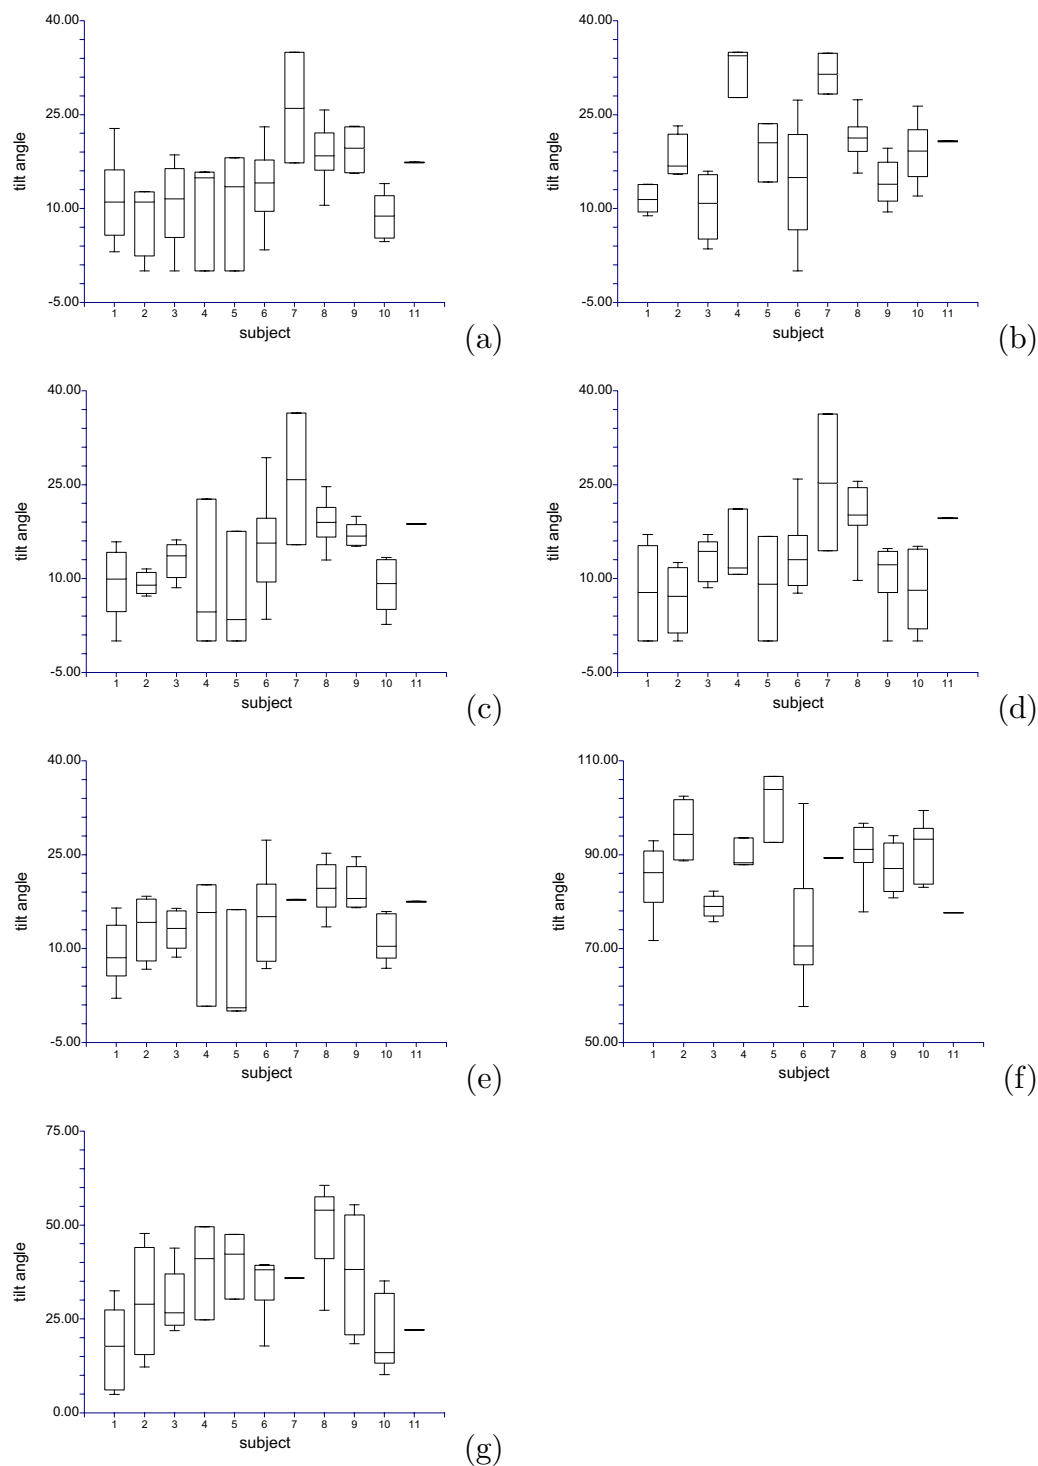 40.00
25.00
10.00
-5.00
tilt angle
1 2 3 4 5 6 7 8 9 10 11
subject
(a)
40.00
25.00
10.00
-5.00
tilt angle
1 2 3 4 5 6 7 8 9 10 11
subject
(b)
40.00
25.00
10.00
-5.00
tilt angle
1 2 3 4 5 6 7 8 9 10 11
subject
(c)
40.00
25.00
10.00
-5.00
tilt angle
1 2 3 4 5 6 7 8 9 10 11
subject
(d)
40.00
25.00
10.00
-5.00
tilt angle
1 2 3 4 5 6 7 8 9 10 11
subject
(e)
110.00
90.00
70.00
50.00
tilt angle
1 2 3 4 5 6 7 8 9 10 11
subject
(f)
75.00
50.00
25.00
0.00
tilt angle
1 2 3 4 5 6 7 8 9 10 11
subject
(g)